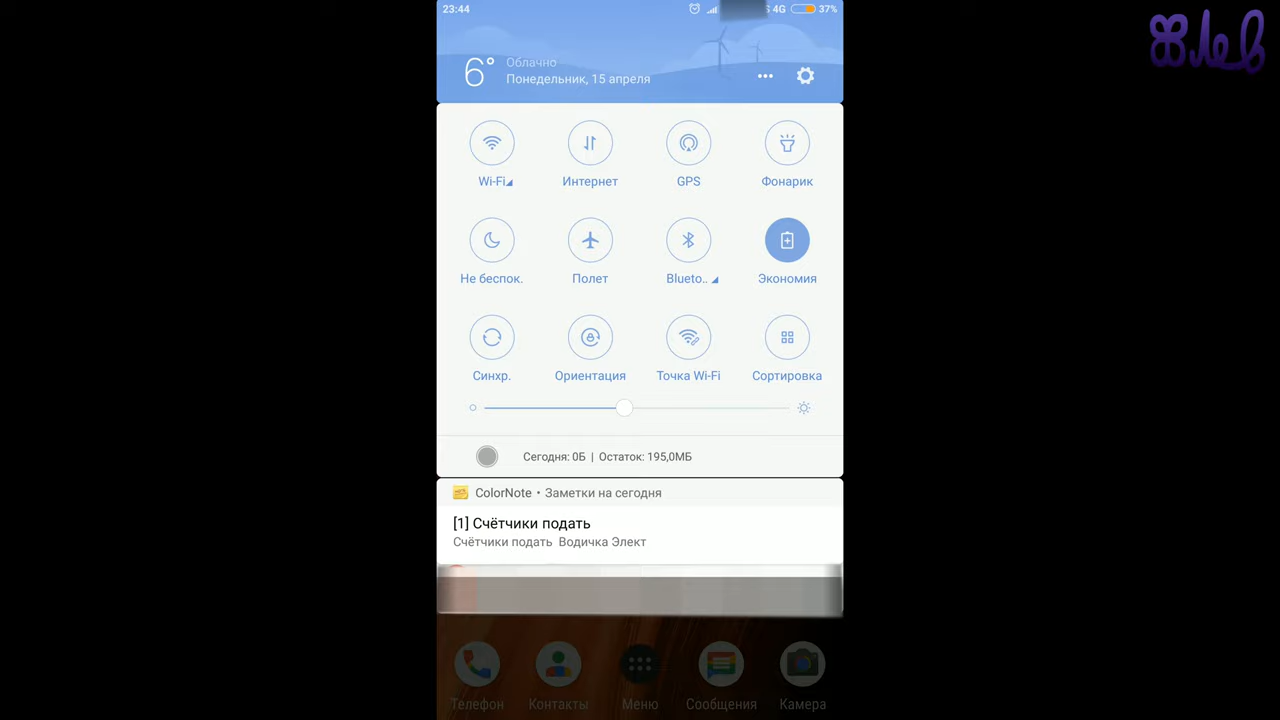 23:44
4G
37%
6°
Облачно
Понедельник, 15 апреля
Wi-Fi
Интернет
GPS
Фонарик
Не беспок.
Полет
Blueto..
Экономия
Синхр.
Ориентация
Точка Wi-Fi
Сортировка
Сегодня: 0Б | Остаток: 195,0МБ
ColorNote • Заметки на сегодня
[1] Счётчики подать
Счётчики подать Водичка Элект
Телефон
Контакты
Меню
Сообщения
Камера